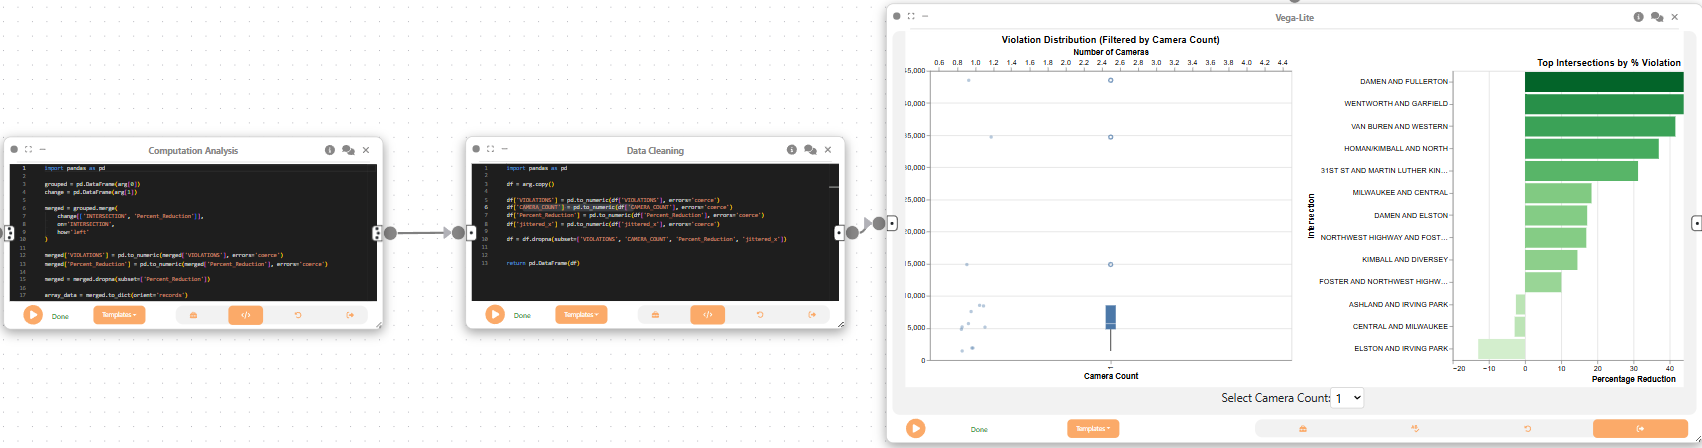 Computation Analysis
1 import pandas as pd
2
3 grouped = pd.DataFrame(arg[0])
4 change = pd.DataFrame(arg[1])
5
6 merged = grouped.merge(
7 change[['INTERSECTION', 'Percent_Reduction']],
8 on='INTERSECTION',
9 how='left'
10 )
11
12 merged['VIOLATIONS'] = pd.to_numeric(merged['VIOLATIONS'], errors='coerce')
13 merged['Percent_Reduction'] = pd.to_numeric(merged['Percent_Reduction'], errors='coerce')
14
15 merged = merged.dropna(subset=['Percent_Reduction'])
16
17 array_data = merged.to_dict(orient='records')
Done
Templates
Data Cleaning
1 import pandas as pd
2
3 df = arg.copy()
4
5 df['VIOLATIONS'] = pd.to_numeric(df['VIOLATIONS'], errors='coerce')
6 df['CAMERA_COUNT'] = pd.to_numeric(df['CAMERA_COUNT'], errors='coerce')
7 df['Percent_Reduction'] = pd.to_numeric(df['Percent_Reduction'], errors='coerce')
8 df['jittered_x'] = pd.to_numeric(df['jittered_x'], errors='coerce')
9
10 df = df.dropna(subset=['VIOLATIONS', 'CAMERA_COUNT', 'Percent_Reduction', 'jittered_x'])
11
12
13 return pd.DataFrame(df)
Done
Templates
Vega-Lite
Violation Distribution (Filtered by Camera Count)
Number of Cameras
0.6 0.8 1.0 1.2 1.4 1.6 1.8 2.0 2.2 2.4 2.6 2.8 3.0 3.2 3.4 3.6 3.8 4.0 4.2 4.4
5,000
0,000
5,000
0,000
5,000
0,000
5,000
0,000
5,000
0
1
Camera Count
Top Intersections by % Violation
Intersection
DAMEN AND FULLERTON
WENTWORTH AND GARFIELD
VAN BUREN AND WESTERN
HOMAN/KIMBALL AND NORTH
31ST ST AND MARTIN LUTHER KIN...
MILWAUKEE AND CENTRAL
DAMEN AND ELSTON
NORTHWEST HIGHWAY AND FOST...
KIMBALL AND DIVERSEY
FOSTER AND NORTHWEST HIGHW...
ASHLAND AND IRVING PARK
CENTRAL AND MILWAUKEE
ELSTON AND IRVING PARK
−20 −10 0 10 20 30 40
Percentage Reduction
Select Camera Count: 1
Done
Templates